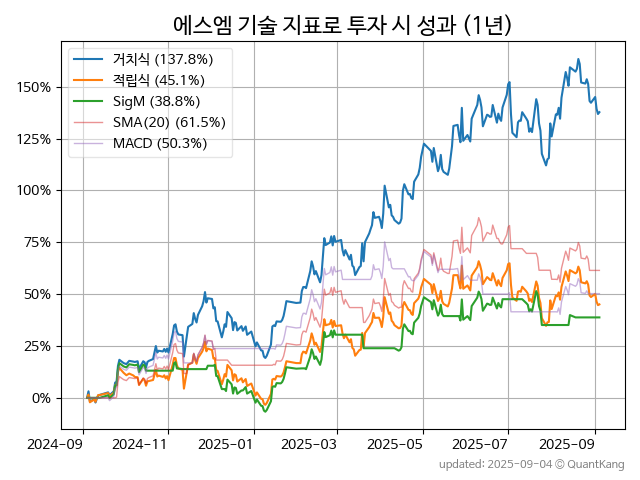 에스엠 기술 지표로 투자 시 성과 (1년)
거치식 (137.8%)
적립식 (45.1%)
SigM (38.8%)
SMA(20) (61.5%)
MACD (50.3%)
150%
125%
100%
75%
50%
25%
0%
2024-09 2024-11 2025-01 2025-03 2025-05 2025-07 2025-09
updated: 2025-09-04 © QuantKang